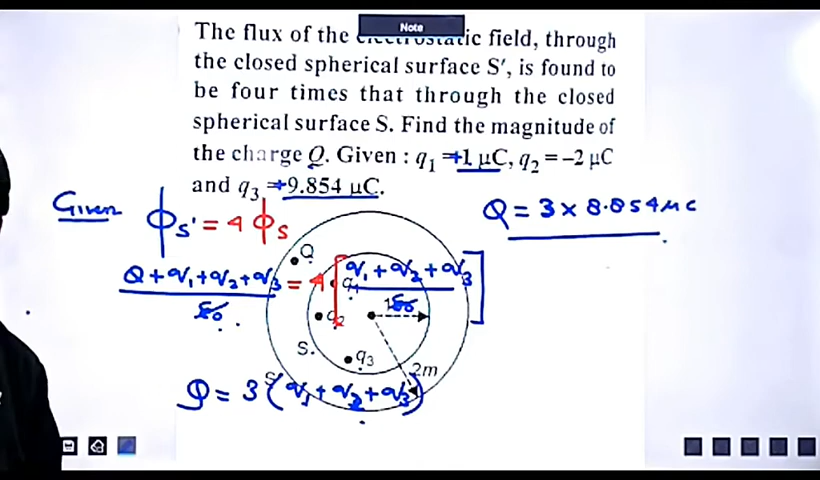 Note
The flux of the electrostatic field, through
the closed spherical surface S′, is found to
be four times that through the closed
spherical surface S. Find the magnitude of
the charge Q. Given : q₁ = +1 μC, q₂ = –2 μC
and q₃ = +9.854 μC.
Given ϕS' = 4 ϕS
Q = 3 × 8.854 μC
Q
Q + q₁ + q₂ + q₃ / ε₀ = 4 [ q₁ + q₂ + q₃ / ε₀ ]
q₁
q₂
S
q₃
2m
Q = 3 (q₁ + q₂ + q₃)